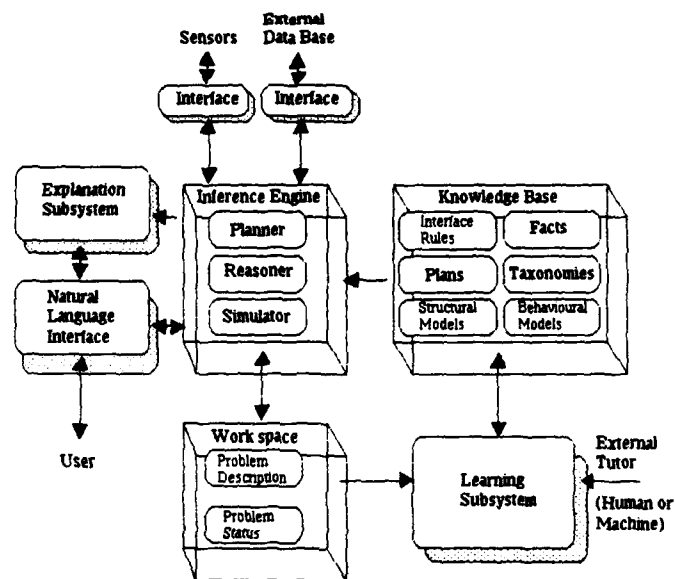 Sensors
External
Data Base
Interface
Interface
Explanation
Subsystem
Inference Engine
Planner
Reasoner
Simulator
Knowledge Base
Interface
Rules
Facts
Plans
Taxonomies
Structural
Models
Behavioural
Models
Natural
Language
Interface
User
Work space
Problem
Description
Problem
Status
Learning
Subsystem
External
Tutor
(Human or
Machine)